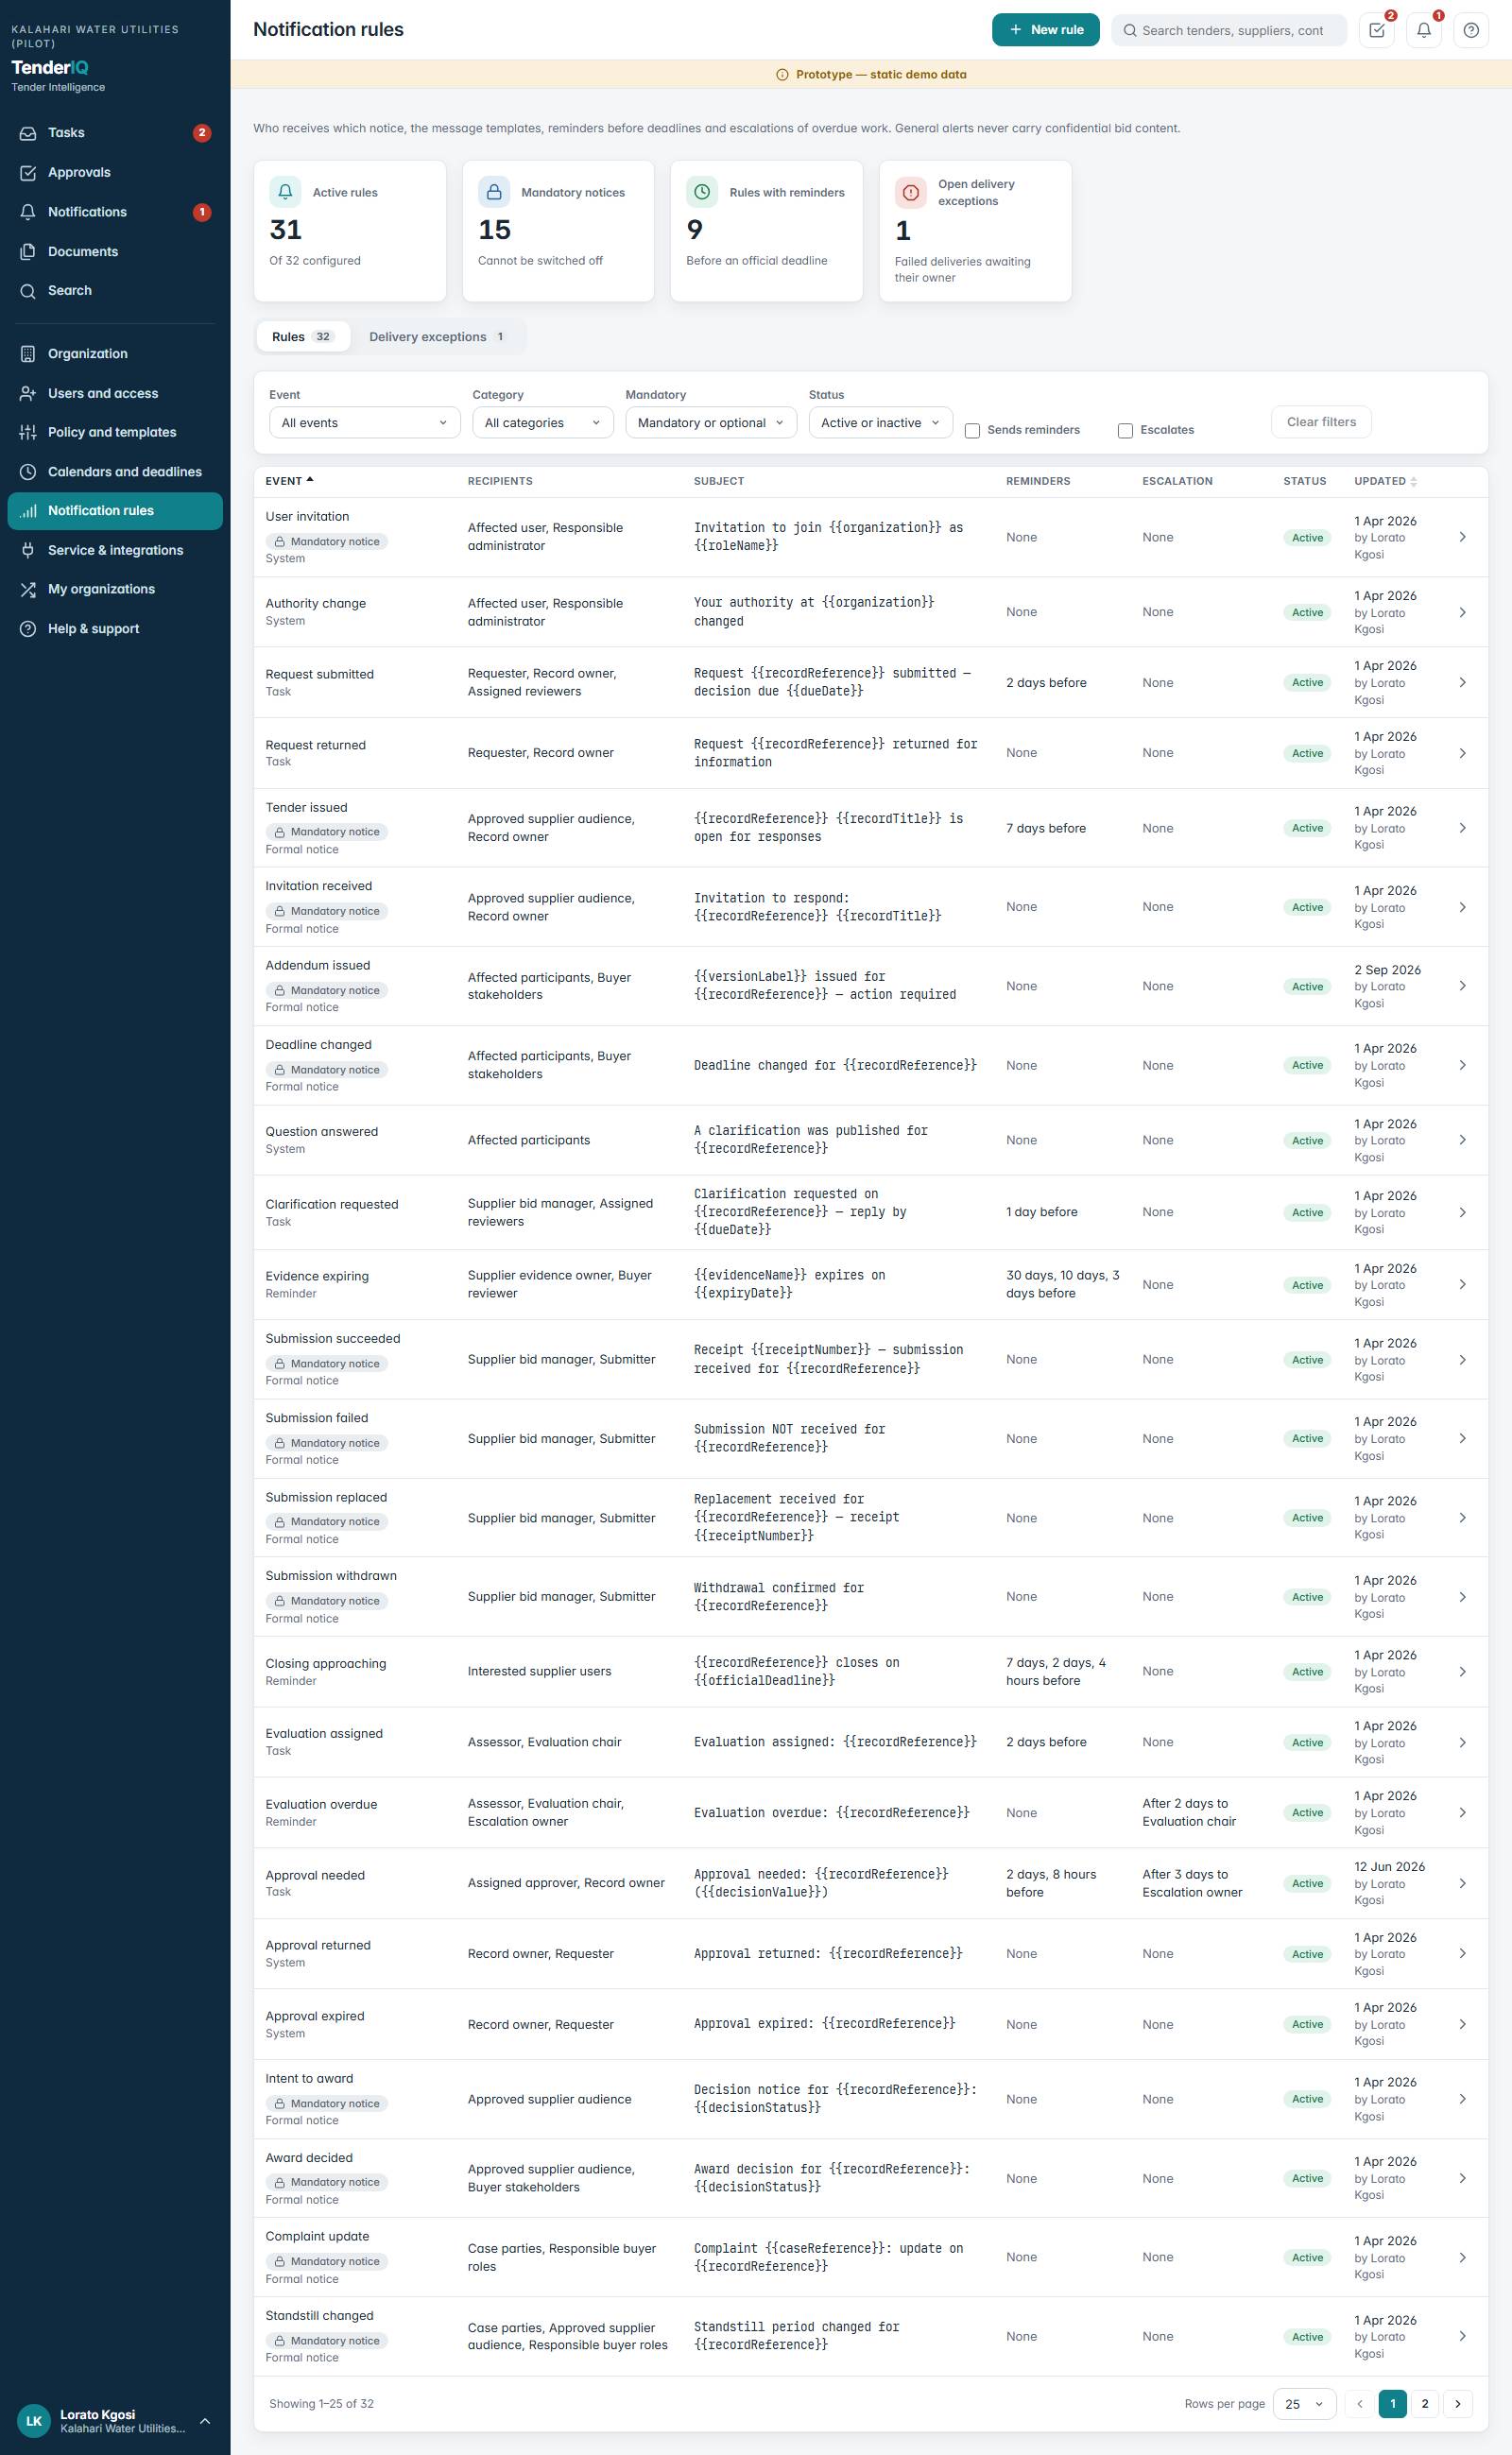 KALAHARI WATER UTILITIES
(PILOT)
TenderIQ
Tender Intelligence
Tasks 2
Approvals
Notifications 1
Documents
Search
Organization
Users and access
Policy and templates
Calendars and deadlines
Notification rules
Service & integrations
My organizations
Help & support
LK
Lorato Kgosi
Kalahari Water Utilities...
Notification rules
New rule
Search tenders, suppliers, cont
2
1
Prototype — static demo data
Who receives which notice, the message templates, reminders before deadlines and escalations of overdue work. General alerts never carry confidential bid content.
Active rules
31
Of 32 configured
Mandatory notices
15
Cannot be switched off
Rules with reminders
9
Before an official deadline
Open delivery
exceptions
1
Failed deliveries awaiting
their owner
Rules 32 Delivery exceptions 1
Event Category Mandatory Status
All events All categories Mandatory or optional Active or inactive Sends reminders Escalates Clear filters
EVENT RECIPIENTS SUBJECT REMINDERS ESCALATION STATUS UPDATED
User invitation
Mandatory notice
System
Affected user, Responsible
administrator
Invitation to join {{organization}} as
{{roleName}}
None
None
Active
1 Apr 2026
by Lorato
Kgosi
Authority change
System
Affected user, Responsible
administrator
Your authority at {{organization}}
changed
None
None
Active
1 Apr 2026
by Lorato
Kgosi
Request submitted
Task
Requester, Record owner,
Assigned reviewers
Request {{recordReference}} submitted —
decision due {{dueDate}}
2 days before
None
Active
1 Apr 2026
by Lorato
Kgosi
Request returned
Task
Requester, Record owner
Request {{recordReference}} returned for
information
None
None
Active
1 Apr 2026
by Lorato
Kgosi
Tender issued
Mandatory notice
Formal notice
Approved supplier audience,
Record owner
{{recordReference}} {{recordTitle}} is
open for responses
7 days before
None
Active
1 Apr 2026
by Lorato
Kgosi
Invitation received
Mandatory notice
Formal notice
Approved supplier audience,
Record owner
Invitation to respond:
{{recordReference}} {{recordTitle}}
None
None
Active
1 Apr 2026
by Lorato
Kgosi
Addendum issued
Mandatory notice
Formal notice
Affected participants, Buyer
stakeholders
{{versionLabel}} issued for
{{recordReference}} — action required
None
None
Active
2 Sep 2026
by Lorato
Kgosi
Deadline changed
Mandatory notice
Formal notice
Affected participants, Buyer
stakeholders
Deadline changed for {{recordReference}}
None
None
Active
1 Apr 2026
by Lorato
Kgosi
Question answered
System
Affected participants
A clarification was published for
{{recordReference}}
None
None
Active
1 Apr 2026
by Lorato
Kgosi
Clarification requested
Task
Supplier bid manager, Assigned
reviewers
Clarification requested on
{{recordReference}} — reply by
{{dueDate}}
1 day before
None
Active
1 Apr 2026
by Lorato
Kgosi
Evidence expiring
Reminder
Supplier evidence owner, Buyer
reviewer
{{evidenceName}} expires on
{{expiryDate}}
30 days, 10 days, 3
days before
None
Active
1 Apr 2026
by Lorato
Kgosi
Submission succeeded
Mandatory notice
Formal notice
Supplier bid manager, Submitter
Receipt {{receiptNumber}} — submission
received for {{recordReference}}
None
None
Active
1 Apr 2026
by Lorato
Kgosi
Submission failed
Mandatory notice
Formal notice
Supplier bid manager, Submitter
Submission NOT received for
{{recordReference}}
None
None
Active
1 Apr 2026
by Lorato
Kgosi
Submission replaced
Mandatory notice
Formal notice
Supplier bid manager, Submitter
Replacement received for
{{recordReference}} — receipt
{{receiptNumber}}
None
None
Active
1 Apr 2026
by Lorato
Kgosi
Submission withdrawn
Mandatory notice
Formal notice
Supplier bid manager, Submitter
Withdrawal confirmed for
{{recordReference}}
None
None
Active
1 Apr 2026
by Lorato
Kgosi
Closing approaching
Reminder
Interested supplier users
{{recordReference}} closes on
{{officialDeadline}}
7 days, 2 days, 4
hours before
None
Active
1 Apr 2026
by Lorato
Kgosi
Evaluation assigned
Task
Assessor, Evaluation chair
Evaluation assigned: {{recordReference}}
2 days before
None
Active
1 Apr 2026
by Lorato
Kgosi
Evaluation overdue
Reminder
Assessor, Evaluation chair,
Escalation owner
Evaluation overdue: {{recordReference}}
None
After 2 days to
Evaluation chair
Active
1 Apr 2026
by Lorato
Kgosi
Approval needed
Task
Assigned approver, Record owner
Approval needed: {{recordReference}}
({{decisionValue}})
2 days, 8 hours
before
After 3 days to
Escalation owner
Active
12 Jun 2026
by Lorato
Kgosi
Approval returned
System
Record owner, Requester
Approval returned: {{recordReference}}
None
None
Active
1 Apr 2026
by Lorato
Kgosi
Approval expired
System
Record owner, Requester
Approval expired: {{recordReference}}
None
None
Active
1 Apr 2026
by Lorato
Kgosi
Intent to award
Mandatory notice
Formal notice
Approved supplier audience
Decision notice for {{recordReference}}:
{{decisionStatus}}
None
None
Active
1 Apr 2026
by Lorato
Kgosi
Award decided
Mandatory notice
Formal notice
Approved supplier audience,
Buyer stakeholders
Award decision for {{recordReference}}:
{{decisionStatus}}
None
None
Active
1 Apr 2026
by Lorato
Kgosi
Complaint update
Mandatory notice
Formal notice
Case parties, Responsible buyer
roles
Complaint {{caseReference}}: update on
{{recordReference}}
None
None
Active
1 Apr 2026
by Lorato
Kgosi
Standstill changed
Mandatory notice
Formal notice
Case parties, Approved supplier
audience, Responsible buyer roles
Standstill period changed for
{{recordReference}}
None
None
Active
1 Apr 2026
by Lorato
Kgosi
Showing 1–25 of 32
Rows per page 25 1 2